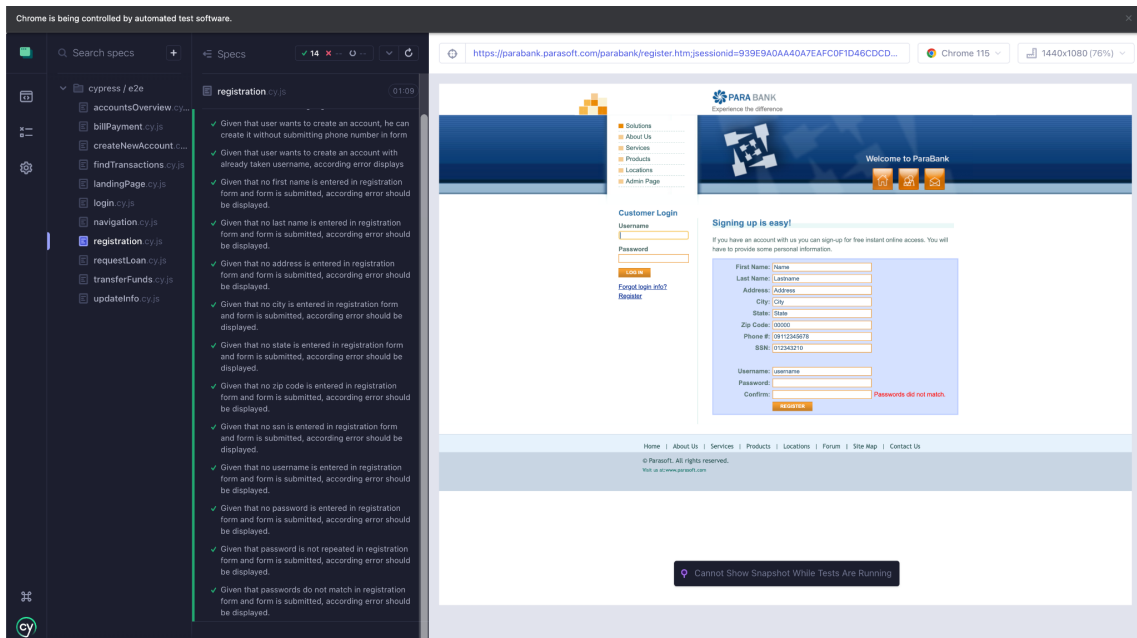 Chrome is being controlled by automated test software.
Search specs
+
cypress / e2e
accountsOverview.cy...
billPayment.cy.js
createNewAccount.c...
findTransactions.cy.js
landingPage.cy.js
login.cy.js
navigation.cy.js
registration.cy.js
requestLoan.cy.js
transferFunds.cy.js
updateInfo.cy.js
cy
Specs
14
--
--
registration.cy.js
01:09
Given that user wants to create an account, he can
create it without submitting phone number in form
Given that user wants to create an account with
already taken username, according error displays
Given that no first name is entered in registration
form and form is submitted, according error should
be displayed.
Given that no last name is entered in registration
form and form is submitted, according error should
be displayed.
Given that no address is entered in registration
form and form is submitted, according error should
be displayed.
Given that no city is entered in registration form
and form is submitted, according error should be
displayed.
Given that no state is entered in registration form
and form is submitted, according error should be
displayed.
Given that no zip code is entered in registration
form and form is submitted, according error should
be displayed.
Given that no ssn is entered in registration form
and form is submitted, according error should be
displayed.
Given that no username is entered in registration
form and form is submitted, according error should
be displayed.
Given that no password is entered in registration
form and form is submitted, according error should
be displayed.
Given that password is not repeated in registration
form and form is submitted, according error should
be displayed.
Given that passwords do not match in registration
form and form is submitted, according error should
be displayed.
https://parabank.parasoft.com/parabank/register.htm;jsessionid=939E9A0AA40A7EAFC0F1D46CDCD...
Chrome 115
1440x1080 (76%)
PARA BANK
Experience the difference
Solutions
About Us
Services
Products
Locations
Admin Page
Welcome to ParaBank
Customer Login
Username
Password
LOG IN
Forgot login info?
Register
Signing up is easy!
If you have an account with us you can sign-up for free instant online access. You will
have to provide some personal information.
First Name: Name
Last Name: Lastname
Address: Address
City: City
State: State
Zip Code: 00000
Phone #: 09112345678
SSN: 012343210
Username: username
Password:
Confirm: Passwords did not match.
REGISTER
Home | About Us | Services | Products | Locations | Forum | Site Map | Contact Us
© Parasoft. All rights reserved.
Visit us at: www.parasoft.com
Cannot Show Snapshot While Tests Are Running